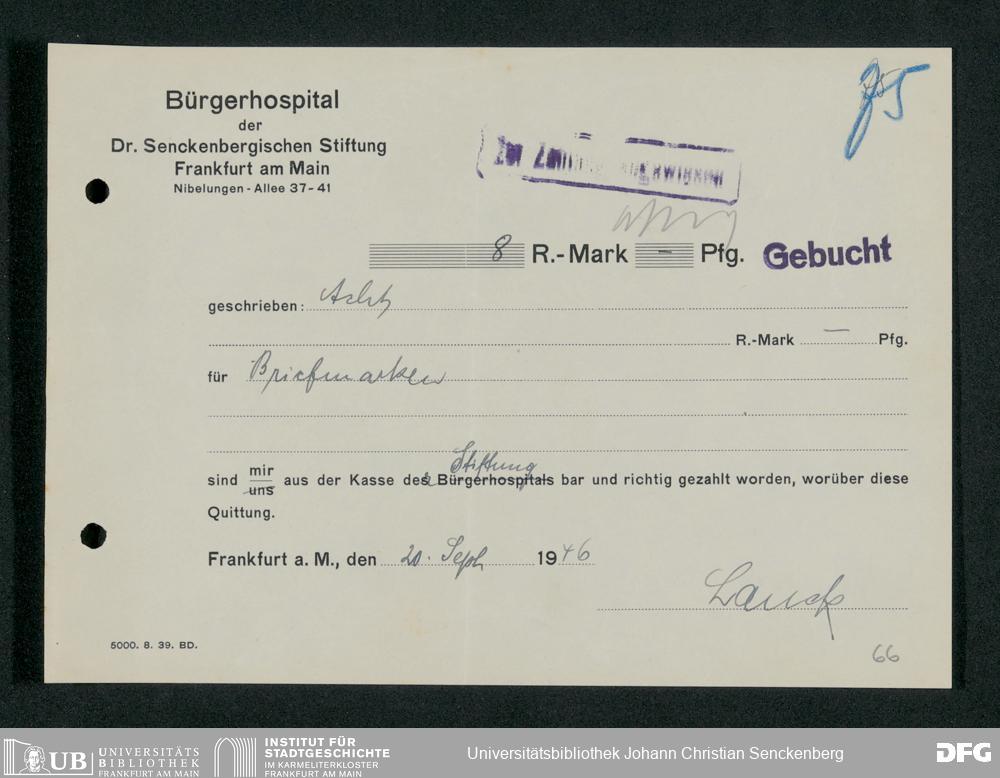 Bürgerhospital
der
Dr. Senckenbergischen Stiftung
Frankfurt am Main
Nibelungen - Allee 37-41
Zur
8 R.-Mark — Pfg. Gebucht
geschrieben: Acht
R.-Mark — Pfg.
für Briefmarken
Stiftung
sind mir aus der Kasse des Bürgerhospitals bar und richtig gezahlt worden, worüber diese
uns
Quittung.
Frankfurt a. M., den 20. Sept 1946
Lauck
5000. 8. 39. BD.
66
UB UNIVERSITÄTS
BIBLIOTHEK
FRANKFURT AM MAIN
INSTITUT FÜR
STADTGESCHICHTE
IM KARMELITERKLOSTER
FRANKFURT AM MAIN
Universitätsbibliothek Johann Christian Senckenberg
DFG